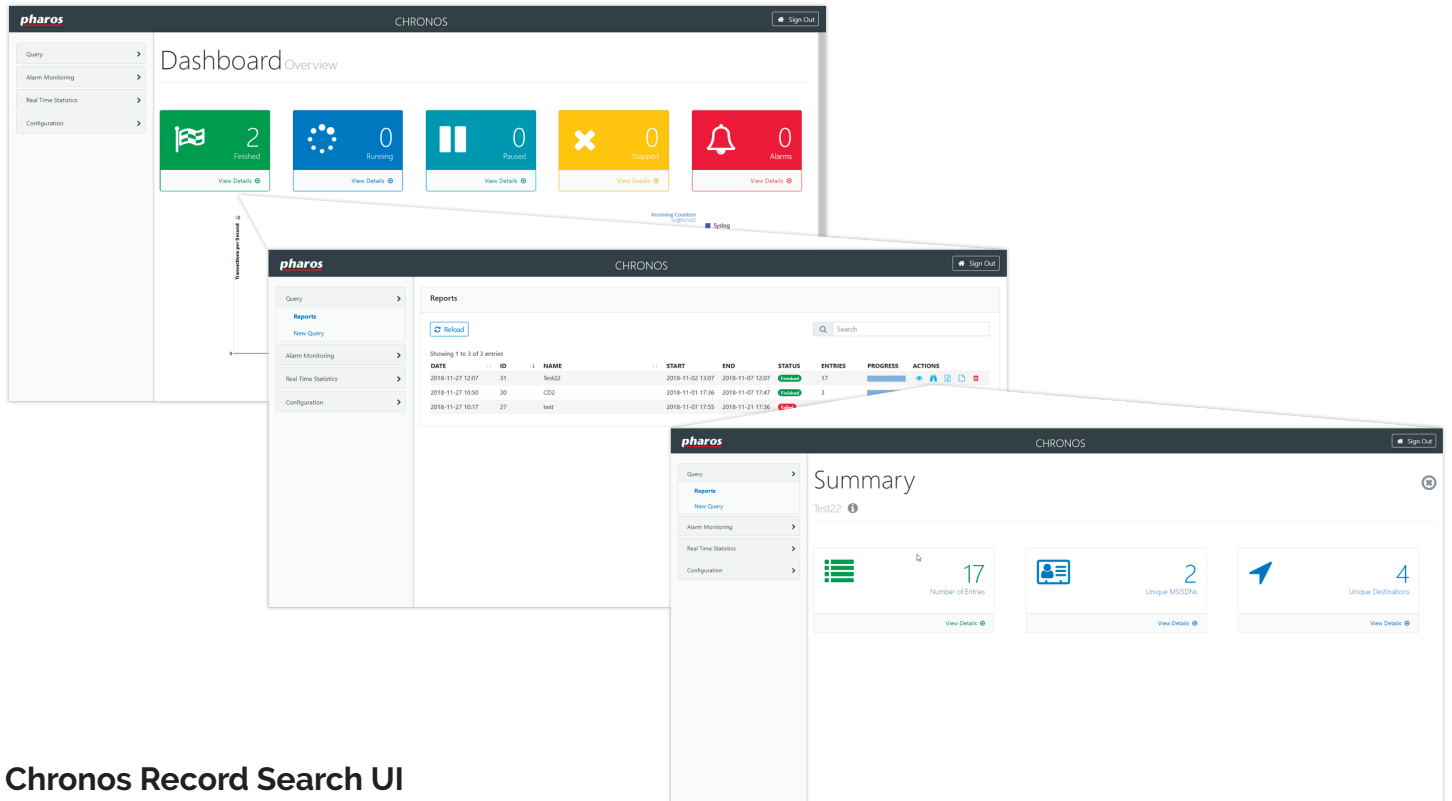 pharos CHRONOS Sign Out
Query
Alarm Monitoring
Real Time Statistics
Configuration
Dashboard Overview
2 0 0 0 0
Finished Running Paused Stopped Alarms
View Details View Details View Details View Details View Details
Transactions per Second
Incoming Counters
Syslog
0
pharos CHRONOS Sign Out
Query
Reports
New Query
Alarm Monitoring
Real Time Statistics
Configuration
Reports
Reload Search
Showing 1 to 3 of 3 entries
DATE ID NAME START END STATUS ENTRIES PROGRESS ACTIONS
2018-11-27 12:07 31 Test22 2018-11-02 13:07 2018-11-07 12:07 Finished 17
2018-11-27 10:50 30 CD2 2018-11-01 17:36 2018-11-07 17:47 Finished 3
2018-11-27 10:17 27 test 2018-11-07 17:55 2018-11-21 17:36 Failed
pharos CHRONOS Sign Out
Query
Reports
New Query
Alarm Monitoring
Real Time Statistics
Configuration
Summary
Test22
17 2 4
Number of Entries Unique MSISDNs Unique Destinations
View Details View Details View Details
Chronos Record Search UI